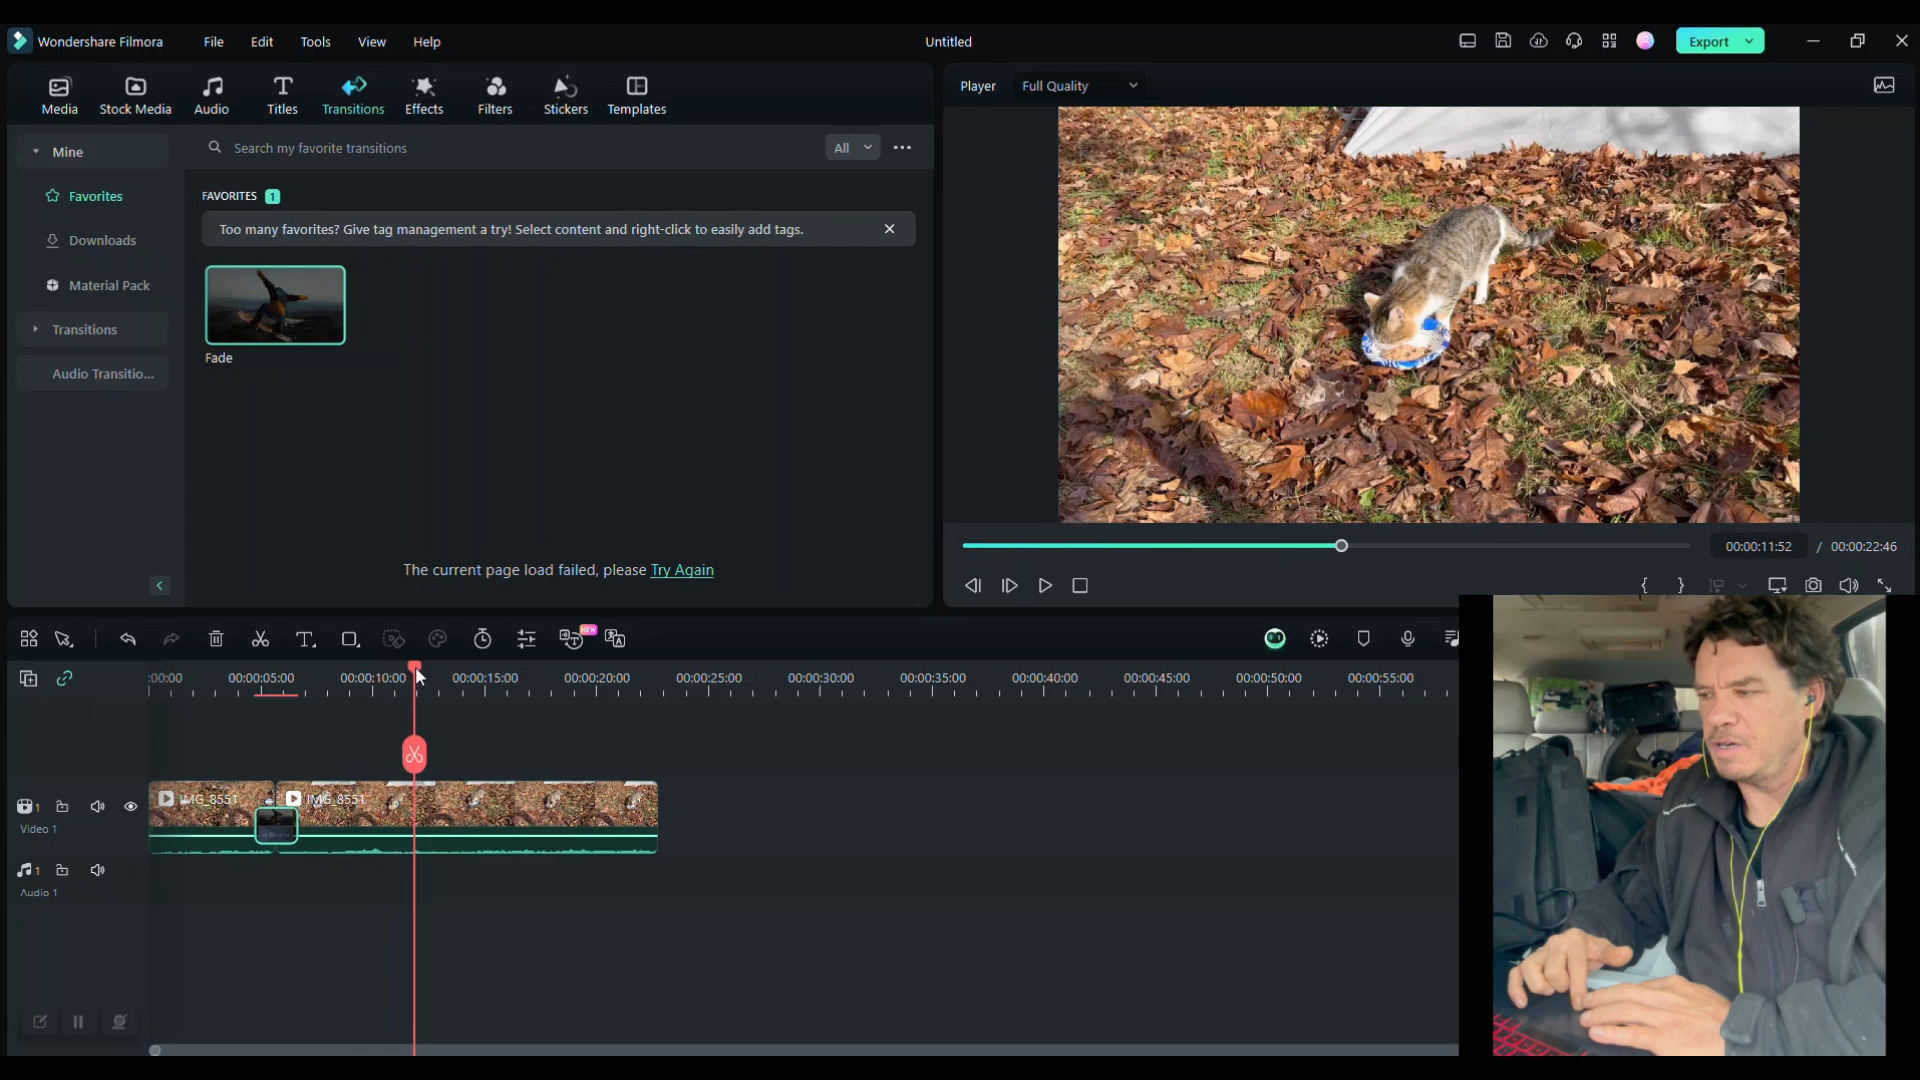 Wondershare Filmora
File
Edit
Tools
View
Help
Untitled
Export
Media
Stock Media
Audio
Titles
Transitions
Effects
Filters
Stickers
Templates
Player
Full Quality
Mine
Search my favorite transitions
All
Favorites
FAVORITES 1
Too many favorites? Give tag management a try! Select content and right-click to easily add tags.
Downloads
Material Pack
Transitions
Audio Transitio...
Fade
The current page load failed, please Try Again
00:00:11:52 / 00:00:22:46
NEW
:00:00
00:00:05:00
00:00:10:00
00:00:15:00
00:00:20:00
00:00:25:00
00:00:30:00
00:00:35:00
00:00:40:00
00:00:45:00
00:00:50:00
00:00:55:00
IMG_8551
IMG_8551
1
Video 1
1
Audio 1